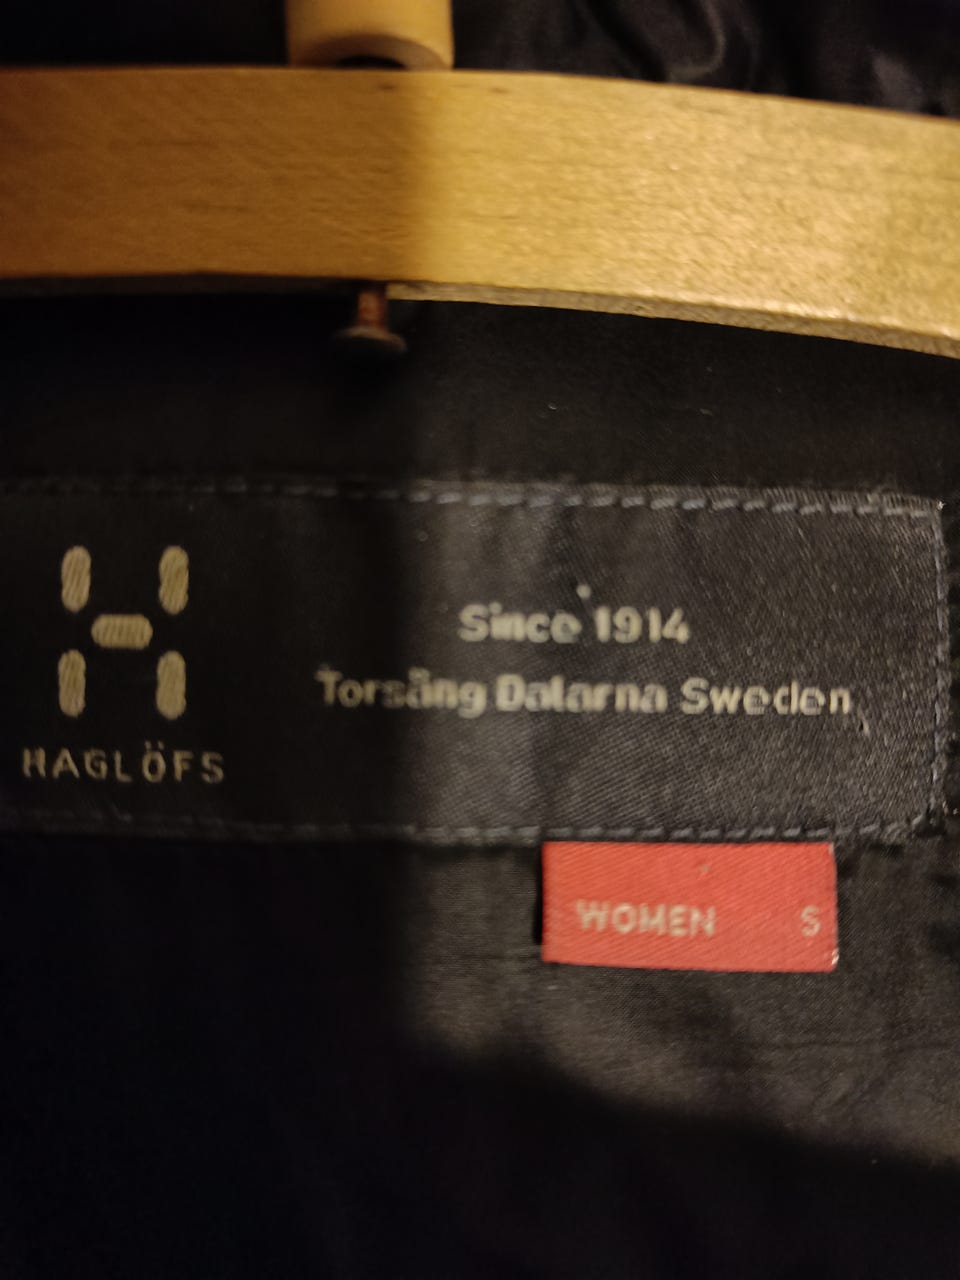 Since 1914
Torsång Dalarna Sweden
HAGLÖFS
WOMEN S